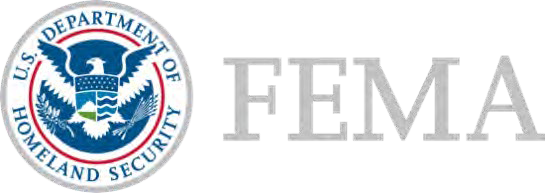 U.S. DEPARTMENT OF
HOMELAND SECURITY
FEMA